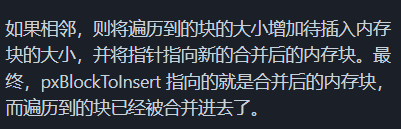 如果相邻，则将遍历到的块的大小增加待插入内存
块的大小，并将指针指向新的合并后的内存块。最
终，pxBlockToInsert 指向的就是合并后的内存块，
而遍历到的块已经被合并进去了。